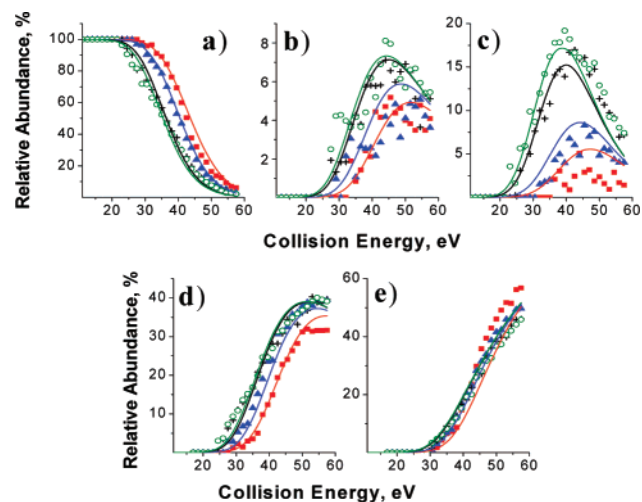 a) b) c)
100 8 20
80 6 15
60 4 10
40 2 5
20
10 20 30 40 50 60 20 30 40 50 60 20 30 40 50 60
Relative Abundance, %
Collision Energy, eV
d) e)
40 60
30 40
20 20
10
20 30 40 50 60 20 30 40 50 60
Relative Abundance, %
Collision Energy, eV